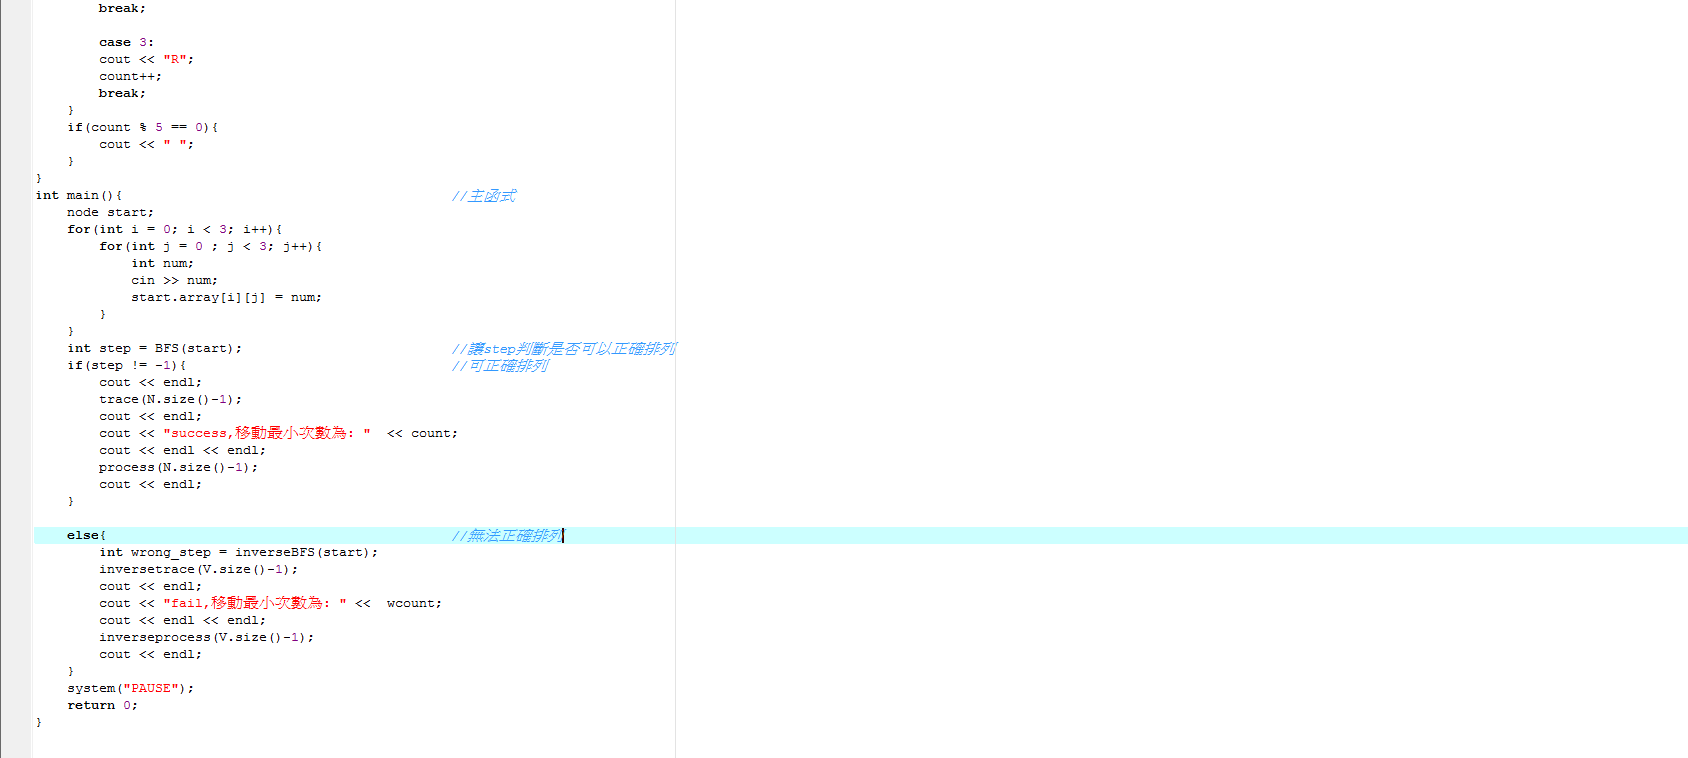 break;
case 3:
cout << "R";
count++;
break;
}
if(count % 5 == 0){
cout << " ";
}
}
int main(){ //主函式
node start;
for(int i = 0; i < 3; i++){
for(int j = 0 ; j < 3; j++){
int num;
cin >> num;
start.array[i][j] = num;
}
}
int step = BFS(start); //讓step判斷是否可以正確排列
if(step != -1){ //可正確排列
cout << endl;
trace(N.size()-1);
cout << endl;
cout << "success,移動最小次數為: "  << count;
cout << endl << endl;
process(N.size()-1);
cout << endl;
}
else{ //無法正確排列
int wrong_step = inverseBFS(start);
inversetrace(V.size()-1);
cout << endl;
cout << "fail,移動最小次數為: " <<  wcount;
cout << endl << endl;
inverseprocess(V.size()-1);
cout << endl;
}
system("PAUSE");
return 0;
}